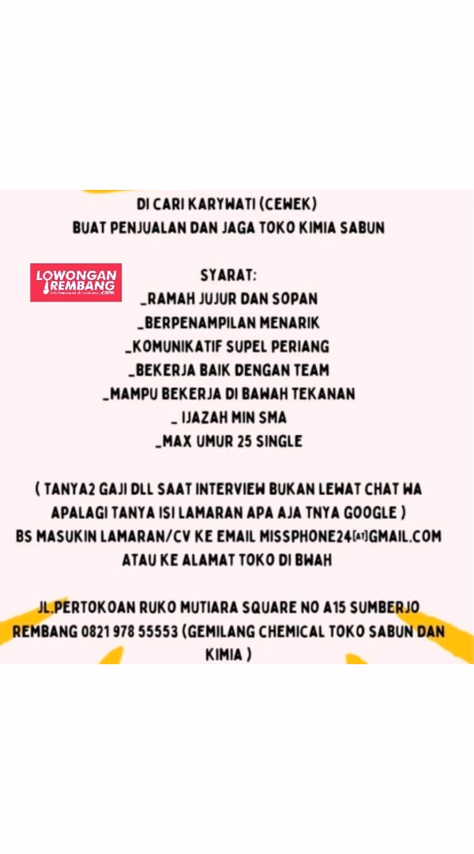 DI CARI KARYWATI (CEWEK)
BUAT PENJUALAN DAN JAGA TOKO KIMIA SABUN
LOWONGAN
REMBANG
.com
SYARAT:
_RAMAH JUJUR DAN SOPAN
_BERPENAMPILAN MENARIK
_KOMUNIKATIF SUPEL PERIANG
_BEKERJA BAIK DENGAN TEAM
_MAMPU BEKERJA DI BAWAH TEKANAN
_ IJAZAH MIN SMA
_MAX UMUR 25 SINGLE
( TANYA2 GAJI DLL SAAT INTERVIEW BUKAN LEWAT CHAT WA
APALAGI TANYA ISI LAMARAN APA AJA TNYA GOOGLE )
BS MASUKIN LAMARAN/CV KE EMAIL MISSPHONE24[AT]GMAIL.COM
ATAU KE ALAMAT TOKO DI BWAH
JL.PERTOKOAN RUKO MUTIARA SQUARE NO A15 SUMBERJO
REMBANG 0821 978 55553 (GEMILANG CHEMICAL TOKO SABUN DAN
KIMIA )